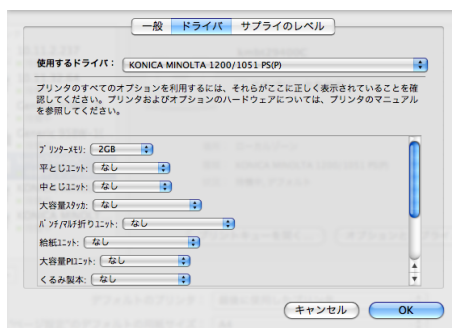 一般 ドライバ サプライのレベル
使用するドライバ： KONICA MINOLTA 1200/1051 PS(P)
プリンタのすべてのオプションを利用するには、それらがここに正しく表示されていることを確
認してください。プリンタおよびオプションのハードウェアについては、プリンタのマニュアル
を参照してください。
ﾌﾟﾘﾝﾀｰﾒﾓﾘ: 2GB
平とじﾕﾆｯﾄ: なし
中とじﾕﾆｯﾄ: なし
大容量ｽﾀｯｶ: なし
ﾊﾟﾝﾁ/ﾏﾙﾁ折りﾕﾆｯﾄ: なし
給紙ﾕﾆｯﾄ: なし
大容量PIﾕﾆｯﾄ: なし
くるみ製本: なし
キャンセル OK